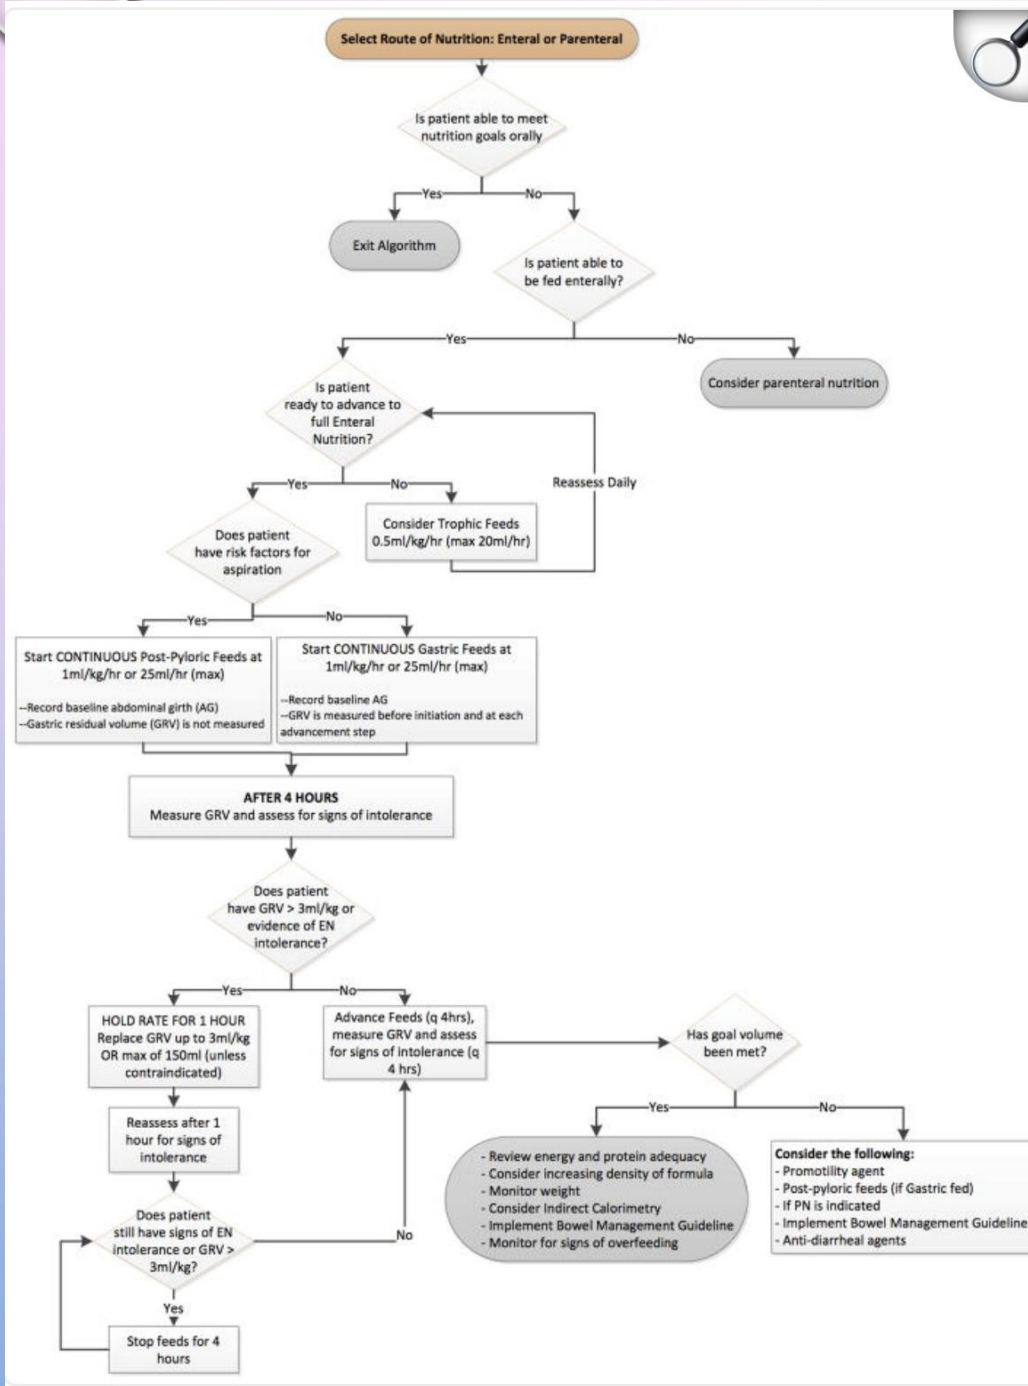 Select Route of Nutrition: Enteral or Parenteral
Is patient able to meet
nutrition goals orally
Yes
No
Exit Algorithm
Is patient able to
be fed enterally?
Yes
No
Consider parenteral nutrition
Is patient
ready to advance to
full Enteral
Nutrition?
Yes
No
Reassess Daily
Consider Trophic Feeds
0.5ml/kg/hr (max 20ml/hr)
Does patient
have risk factors for
aspiration
Yes
No
Start CONTINUOUS Post-Pyloric Feeds at
1ml/kg/hr or 25ml/hr (max)
--Record baseline abdominal girth (AG)
--Gastric residual volume (GRV) is not measured
Start CONTINUOUS Gastric Feeds at
1ml/kg/hr or 25ml/hr (max)
--Record baseline AG
--GRV is measured before initiation and at each
advancement step
AFTER 4 HOURS
Measure GRV and assess for signs of intolerance
Does patient
have GRV > 3ml/kg or
evidence of EN
intolerance?
Yes
No
HOLD RATE FOR 1 HOUR
Replace GRV up to 3ml/kg
OR max of 150ml (unless
contraindicated)
Advance Feeds (q 4hrs),
measure GRV and assess
for signs of intolerance (q
4 hrs)
Has goal volume
been met?
Yes
No
Reassess after 1
hour for signs of
intolerance
- Review energy and protein adequacy
- Consider increasing density of formula
- Monitor weight
- Consider Indirect Calorimetry
- Implement Bowel Management Guideline
- Monitor for signs of overfeeding
Consider the following:
- Promotility agent
- Post-pyloric feeds (if Gastric fed)
- If PN is indicated
- Implement Bowel Management Guideline
- Anti-diarrheal agents
Does patient
still have signs of EN
intolerance or GRV >
3ml/kg?
No
Yes
Stop feeds for 4
hours